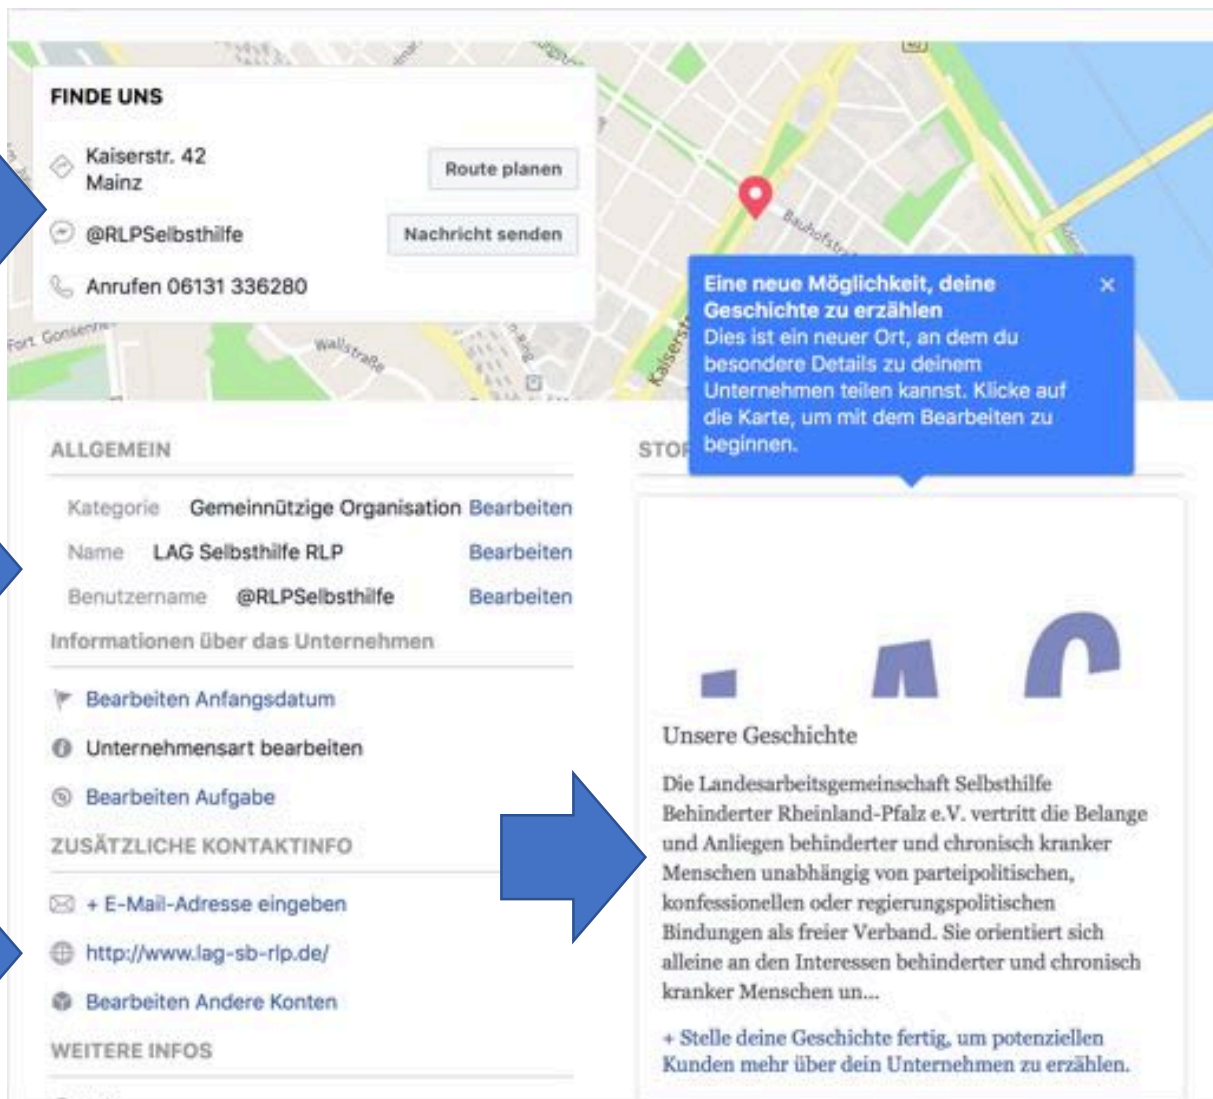 FINDE UNS
Kaiserstr. 42
Mainz
Route planen
@RLPSelbsthilfe
Nachricht senden
Anrufen 06131 336280
Wallstraße
Eine neue Möglichkeit, deine
Geschichte zu erzählen
Dies ist ein neuer Ort, an dem du
besondere Details zu deinem
Unternehmen teilen kannst. Klicke auf
die Karte, um mit dem Bearbeiten zu
beginnen.
ALLGEMEIN
Kategorie Gemeinnützige Organisation Bearbeiten
Name LAG Selbsthilfe RLP Bearbeiten
Benutzername @RLPSelbsthilfe Bearbeiten
Informationen über das Unternehmen
Bearbeiten Anfangsdatum
Unternehmensart bearbeiten
Bearbeiten Aufgabe
ZUSÄTZLICHE KONTAKTINFO
+ E-Mail-Adresse eingeben
http://www.lag-sb-rlp.de/
Bearbeiten Andere Konten
WEITERE INFOS
Unsere Geschichte
Die Landesarbeitsgemeinschaft Selbsthilfe
Behinderter Rheinland-Pfalz e.V. vertritt die Belange
und Anliegen behinderter und chronisch kranker
Menschen unabhängig von parteipolitischen,
konfessionellen oder regierungspolitischen
Bindungen als freier Verband. Sie orientiert sich
alleine an den Interessen behinderter und chronisch
kranker Menschen un...
+ Stelle deine Geschichte fertig, um potenziellen
Kunden mehr über dein Unternehmen zu erzählen.